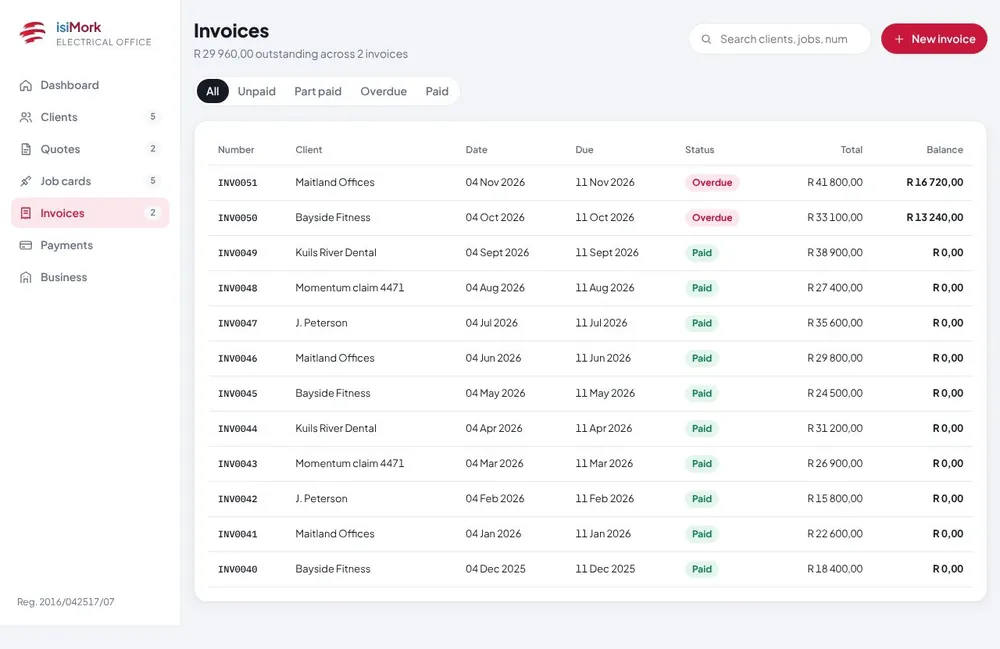 isiMork
ELECTRICAL OFFICE
Dashboard
Clients 5
Quotes 2
Job cards 5
Invoices 2
Payments
Business
Reg. 2016/042517/07
Invoices
R 29 960,00 outstanding across 2 invoices
Search clients, jobs, num
+ New invoice
All Unpaid Part paid Overdue Paid
Number Client Date Due Status Total Balance
INV0051 Maitland Offices 04 Nov 2026 11 Nov 2026 Overdue R 41 800,00 R 16 720,00
INV0050 Bayside Fitness 04 Oct 2026 11 Oct 2026 Overdue R 33 100,00 R 13 240,00
INV0049 Kuils River Dental 04 Sept 2026 11 Sept 2026 Paid R 38 900,00 R 0,00
INV0048 Momentum claim 4471 04 Aug 2026 11 Aug 2026 Paid R 27 400,00 R 0,00
INV0047 J. Peterson 04 Jul 2026 11 Jul 2026 Paid R 35 600,00 R 0,00
INV0046 Maitland Offices 04 Jun 2026 11 Jun 2026 Paid R 29 800,00 R 0,00
INV0045 Bayside Fitness 04 May 2026 11 May 2026 Paid R 24 500,00 R 0,00
INV0044 Kuils River Dental 04 Apr 2026 11 Apr 2026 Paid R 31 200,00 R 0,00
INV0043 Momentum claim 4471 04 Mar 2026 11 Mar 2026 Paid R 26 900,00 R 0,00
INV0042 J. Peterson 04 Feb 2026 11 Feb 2026 Paid R 15 800,00 R 0,00
INV0041 Maitland Offices 04 Jan 2026 11 Jan 2026 Paid R 22 600,00 R 0,00
INV0040 Bayside Fitness 04 Dec 2025 11 Dec 2025 Paid R 18 400,00 R 0,00